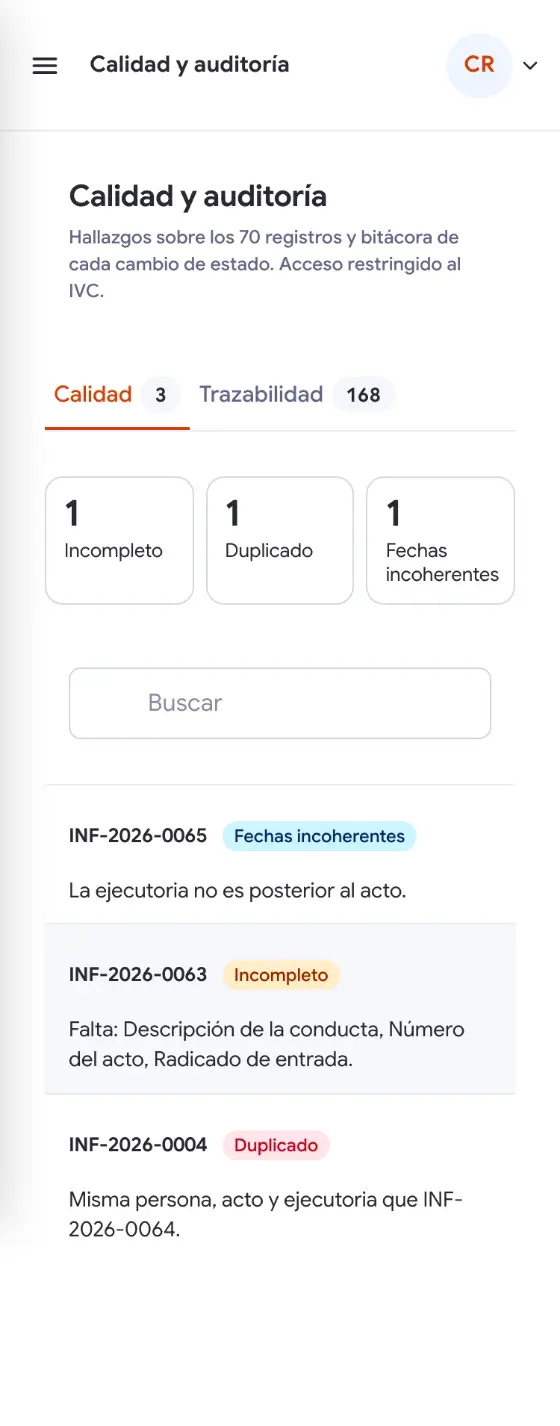 Calidad y auditoría
CR
Calidad y auditoría
Hallazgos sobre los 70 registros y bitácora de
cada cambio de estado. Acceso restringido al
IVC.
Calidad 3 Trazabilidad 168
1
Incompleto
1
Duplicado
1
Fechas
incoherentes
Buscar
INF-2026-0065 Fechas incoherentes
La ejecutoria no es posterior al acto.
INF-2026-0063 Incompleto
Falta: Descripción de la conducta, Número
del acto, Radicado de entrada.
INF-2026-0004 Duplicado
Misma persona, acto y ejecutoria que INF-
2026-0064.